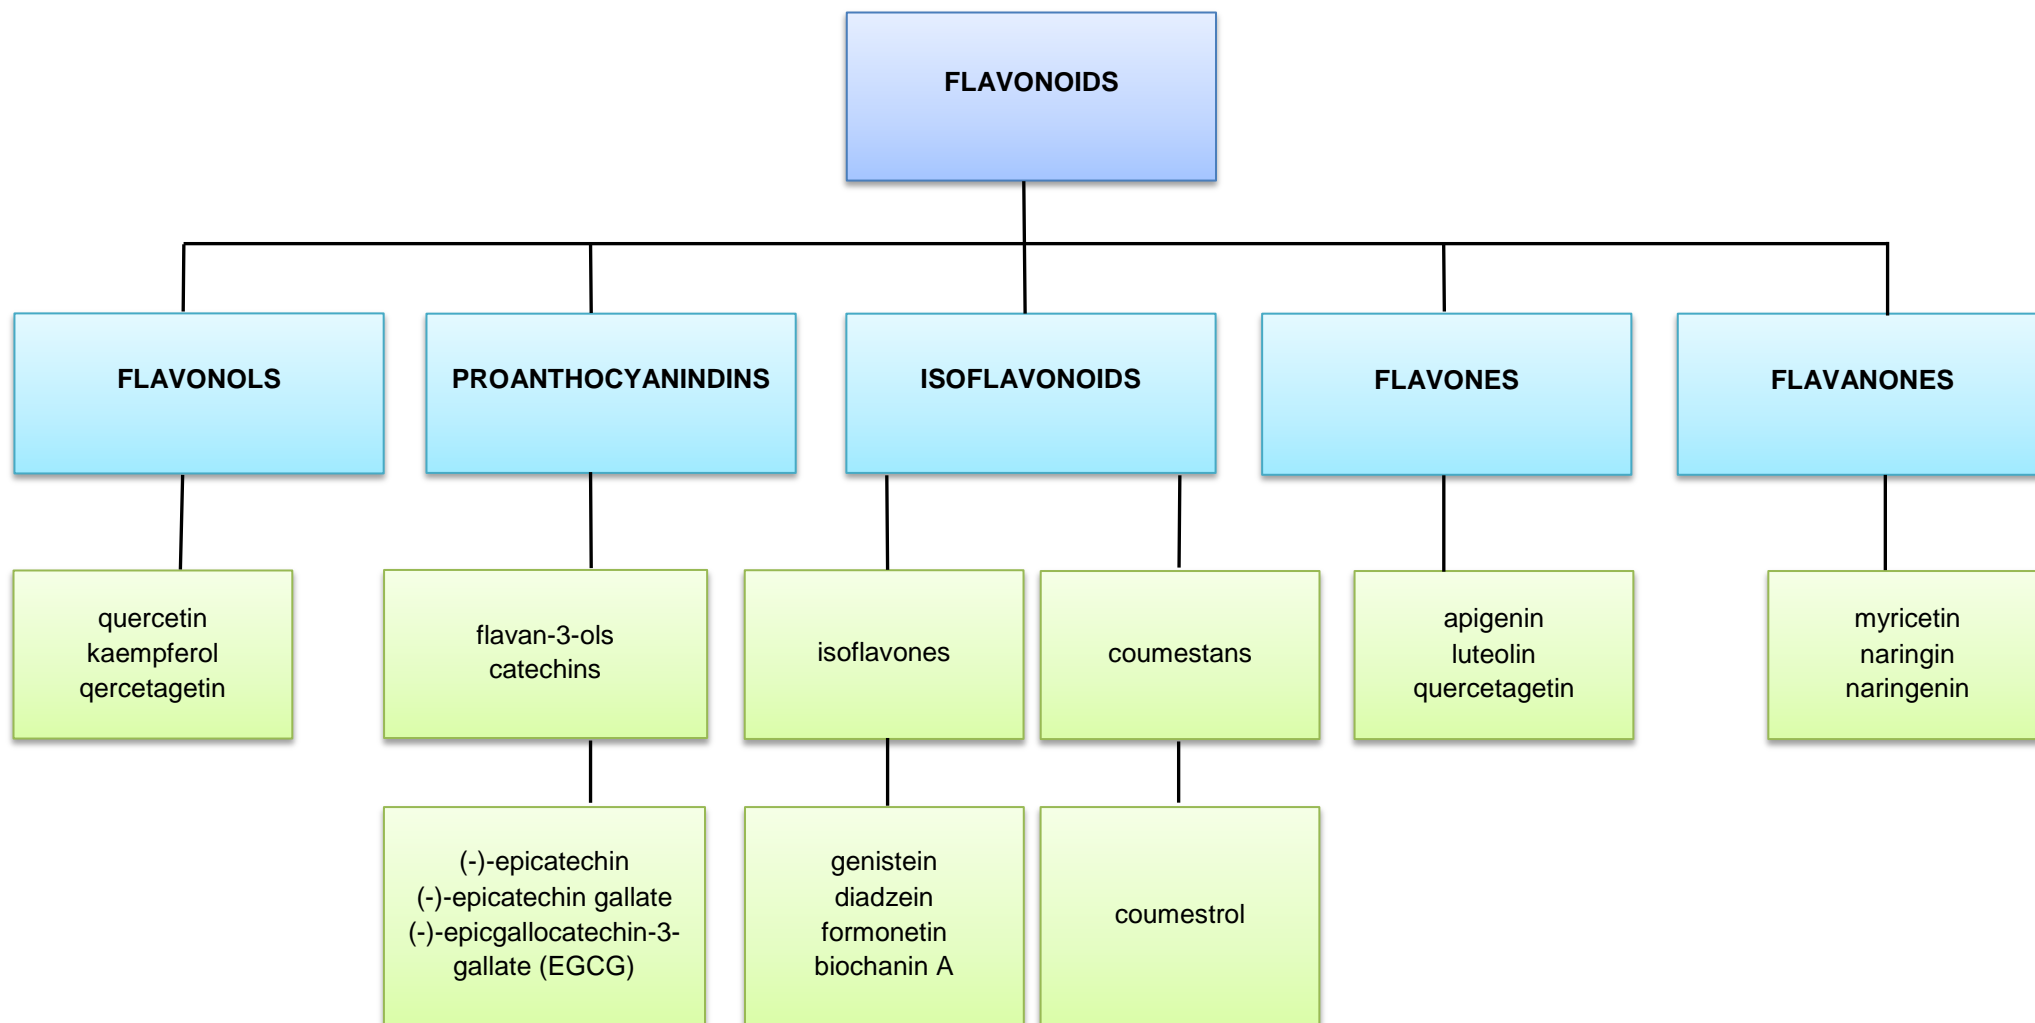 FLAVONOIDS
FLAVONOLS
PROANTHOCYANINDINS
ISOFLAVONOIDS
FLAVONES
FLAVANONES
quercetin
kaempferol
qercetagetin
flavan-3-ols
catechins
isoflavones
coumestans
apigenin
luteolin
quercetagetin
myricetin
naringin
naringenin
(-)-epicatechin
(-)-epicatechin gallate
(-)-epicgallocatechin-3-
gallate (EGCG)
genistein
diadzein
formonetin
biochanin A
coumestrol